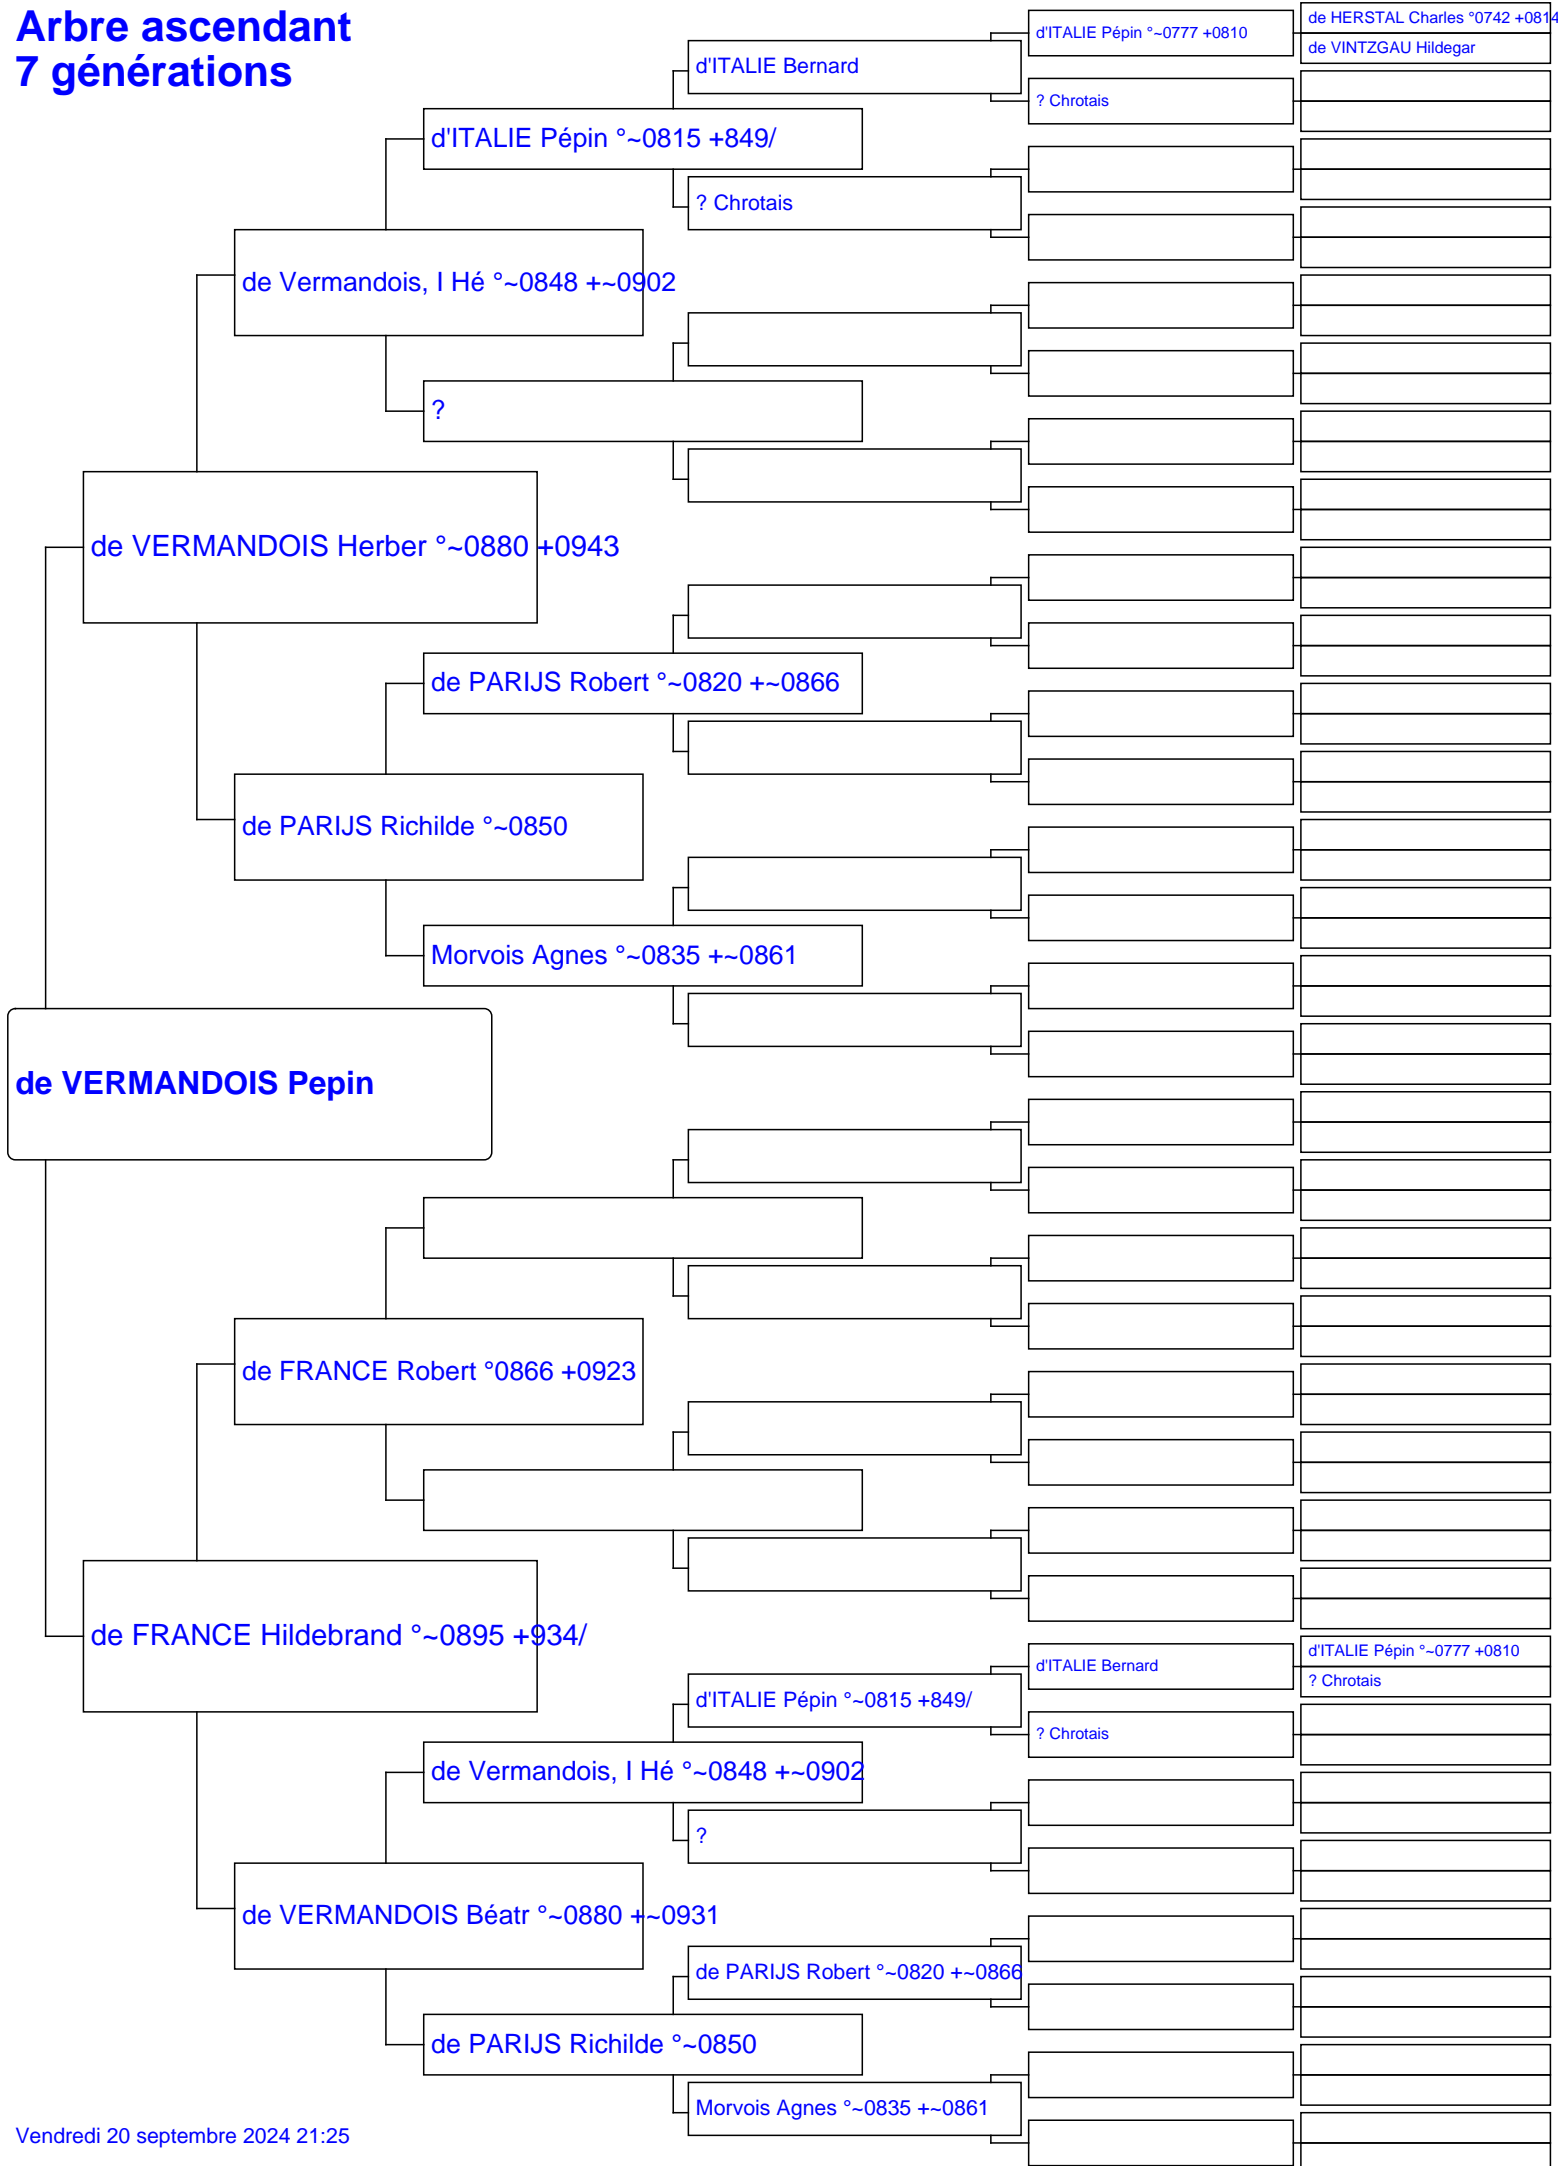 Arbre ascendant
7 générations
de HERSTAL Charles °0742 +0814
d'ITALIE Pépin °~0777 +0810
de VINTZGAU Hildegar
d'ITALIE Bernard
? Chrotais
d'ITALIE Pépin °~0815 +849/
? Chrotais
de Vermandois, I Hé °~0848 +~0902
?
de VERMANDOIS Herber °~0880 +0943
de PARIJS Robert °~0820 +~0866
de PARIJS Richilde °~0850
Morvois Agnes °~0835 +~0861
de VERMANDOIS Pepin
de FRANCE Robert °0866 +0923
de FRANCE Hildebrand °~0895 +934/
d'ITALIE Pépin °~0777 +0810
d'ITALIE Bernard
? Chrotais
d'ITALIE Pépin °~0815 +849/
? Chrotais
de Vermandois, I Hé °~0848 +~0902
?
de VERMANDOIS Béatr °~0880 +~0931
de PARIJS Robert °~0820 +~0866
de PARIJS Richilde °~0850
Morvois Agnes °~0835 +~0861
Vendredi 20 septembre 2024 21:25